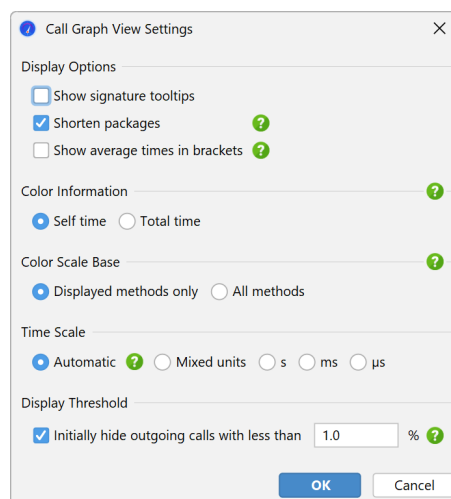 Call Graph View Settings
Display Options
Show signature tooltips
Shorten packages ?
Show average times in brackets ?
Color Information ?
Self time Total time
Color Scale Base ?
Displayed methods only All methods
Time Scale
Automatic ? Mixed units s ms µs
Display Threshold
Initially hide outgoing calls with less than 1.0 % ?
OK Cancel